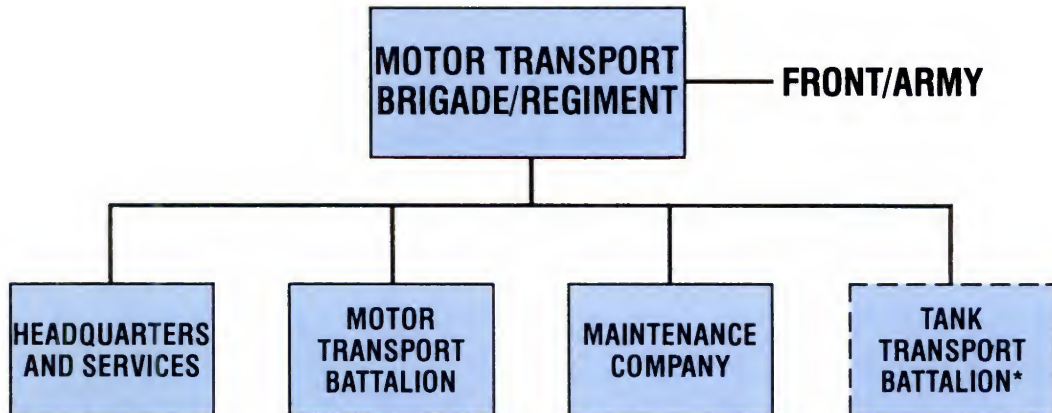 MOTOR TRANSPORT
BRIGADE/REGIMENT
FRONT/ARMY
HEADQUARTERS
AND SERVICES
MOTOR
TRANSPORT
BATTALION
MAINTENANCE
COMPANY
TANK
TRANSPORT
BATTALION*